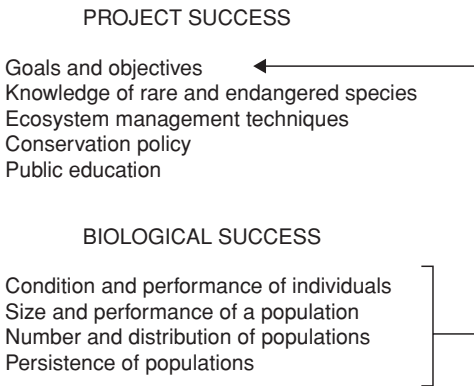 PROJECT SUCCESS
Goals and objectives
Knowledge of rare and endangered species
Ecosystem management techniques
Conservation policy
Public education
BIOLOGICAL SUCCESS
Condition and performance of individuals
Size and performance of a population
Number and distribution of populations
Persistence of populations